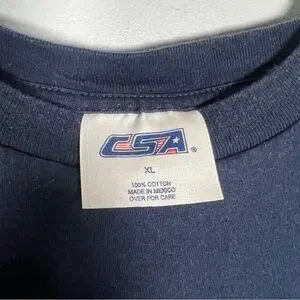 CSA®
XL
100% COTTON
MADE IN MEXICO
OVER FOR CARE